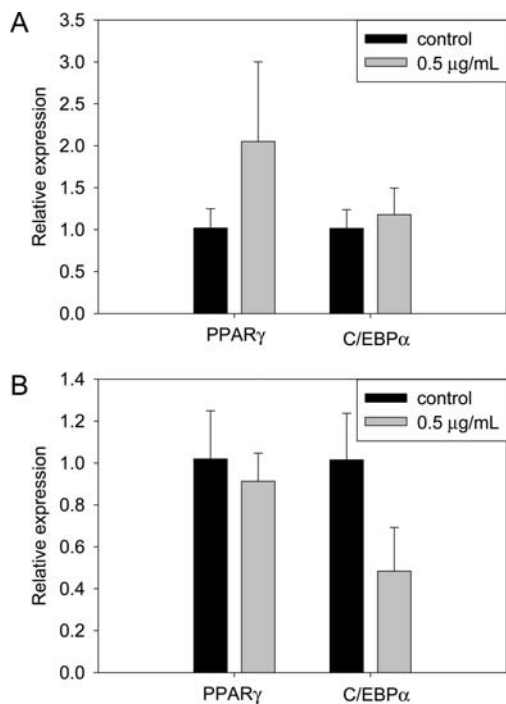 A
control
0.5 μg/mL
Relative expression
3.5
3.0
2.5
2.0
1.5
1.0
0.5
0.0
PPARγ
C/EBPα
B
control
0.5 μg/mL
Relative expression
1.4
1.2
1.0
0.8
0.6
0.4
0.2
0.0
PPARγ
C/EBPα